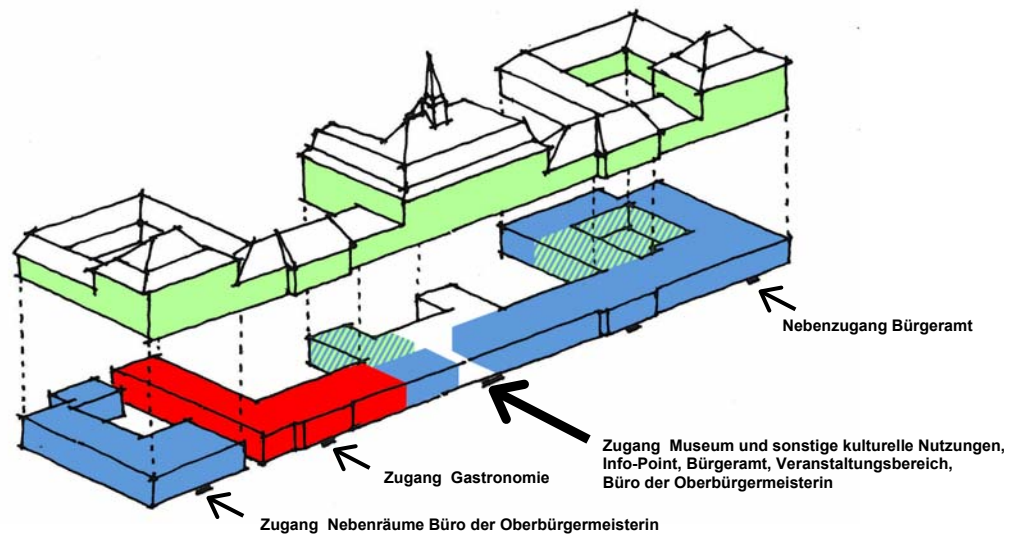 Nebenzugang Bürgeramt
Zugang Museum und sonstige kulturelle Nutzungen,
Info-Point, Bürgeramt, Veranstaltungsbereich,
Büro der Oberbürgermeisterin
Zugang Gastronomie
Zugang Nebenräume Büro der Oberbürgermeisterin